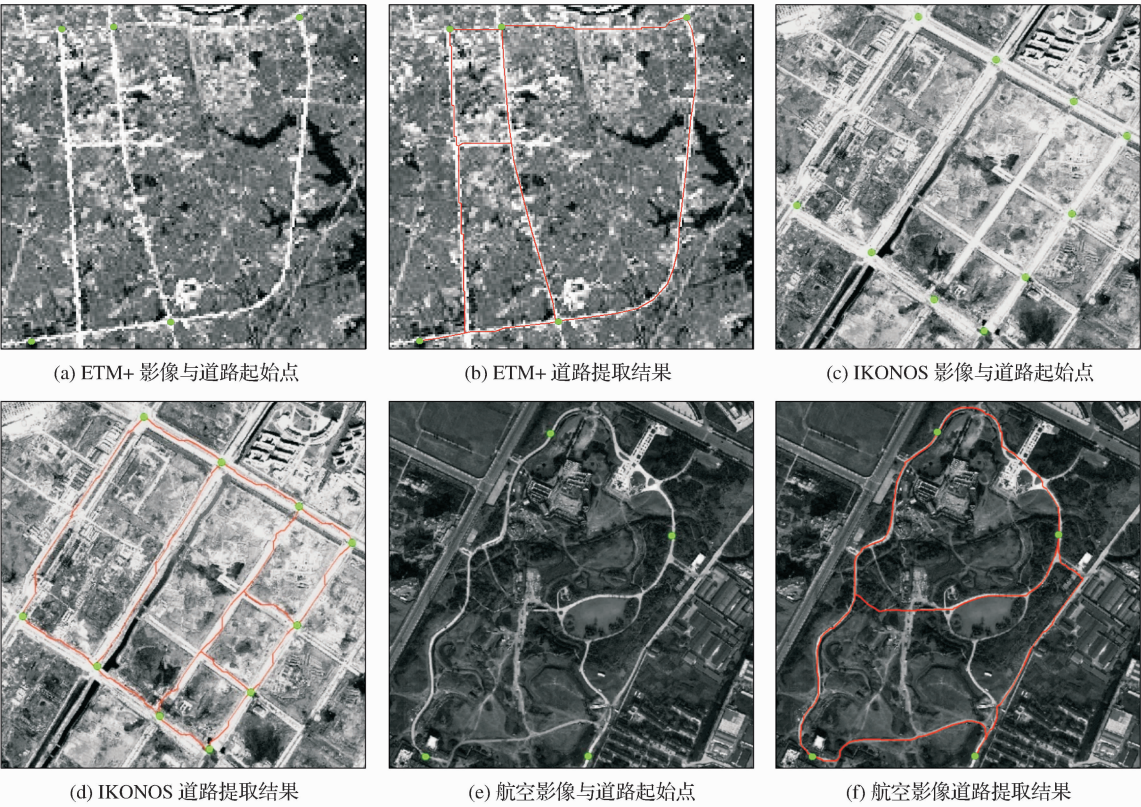 (a) ETM+ 影像与道路起始点
(b) ETM+ 道路提取结果
(c) IKONOS 影像与道路起始点
(d) IKONOS 道路提取结果
(e) 航空影像与道路起始点
(f) 航空影像道路提取结果